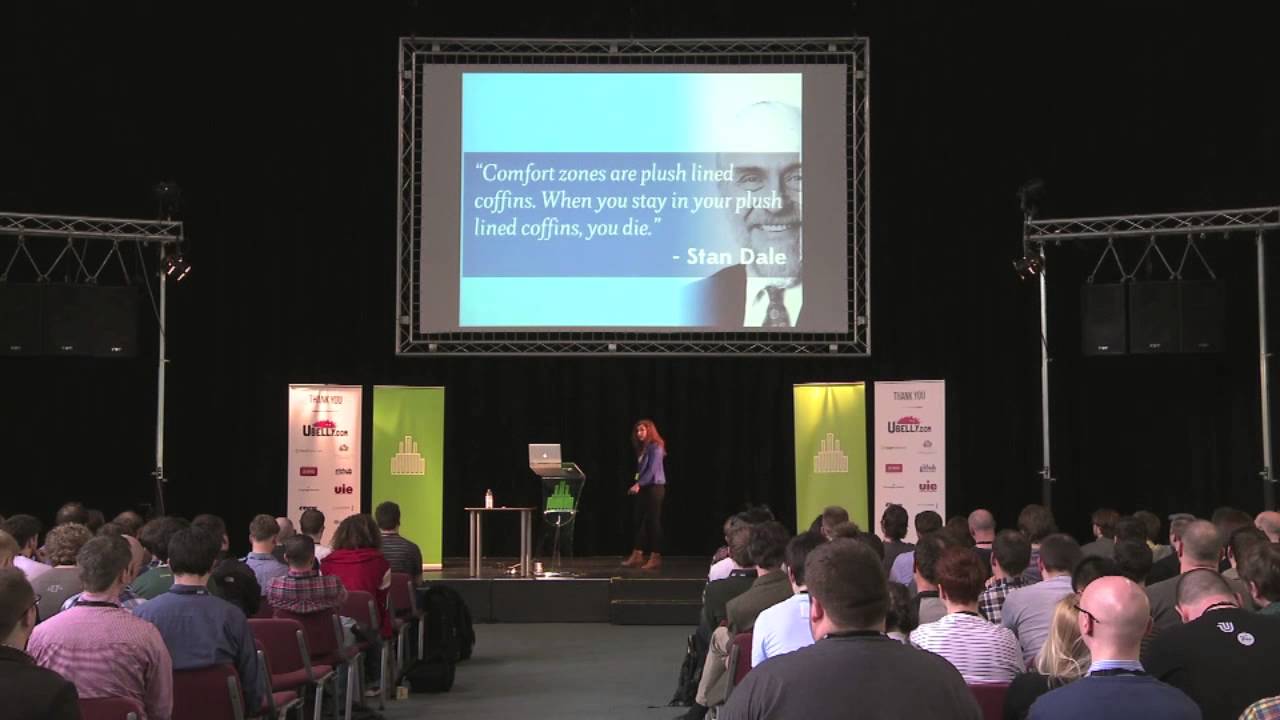 “Comfort zones are plush lined
coffins. When you stay in your plush
lined coffins, you die.”
- Stan Dale
THANK YOU
UBELLY.COM
uie
THANK YOU
UBELLY.COM
github
uie